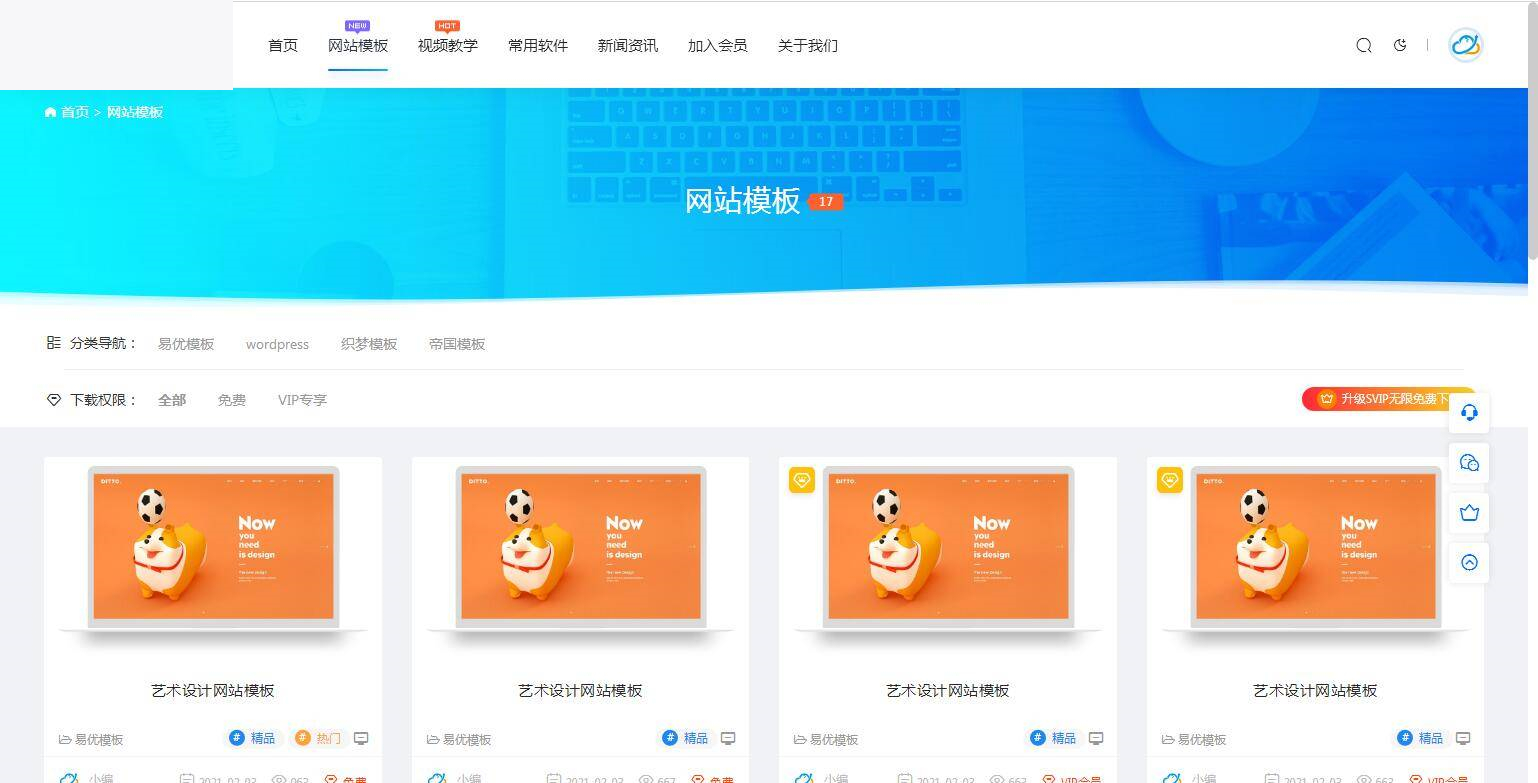 NEW
HOT
首页 网站模板 视频教学 常用软件 新闻资讯 加入会员 关于我们
首页 > 网站模板
网站模板 17
分类导航： 易优模板 wordpress 织梦模板 帝国模板
下载权限： 全部 免费 VIP专享
升级SVIP无限免费下
DITTO.
Now
you
need
is design
DITTO.
Now
you
need
is design
DITTO.
Now
you
need
is design
DITTO.
Now
you
need
is design
艺术设计网站模板 艺术设计网站模板 艺术设计网站模板 艺术设计网站模板
易优模板 # 精品 # 热门 易优模板 # 精品 易优模板 # 精品 易优模板 # 精品
小编 2021-02-03 963 免费 小编 2021-02-03 667 免费 小编 2021-02-03 663 VIP会员 小编 2021-02-03 663 VIP会员